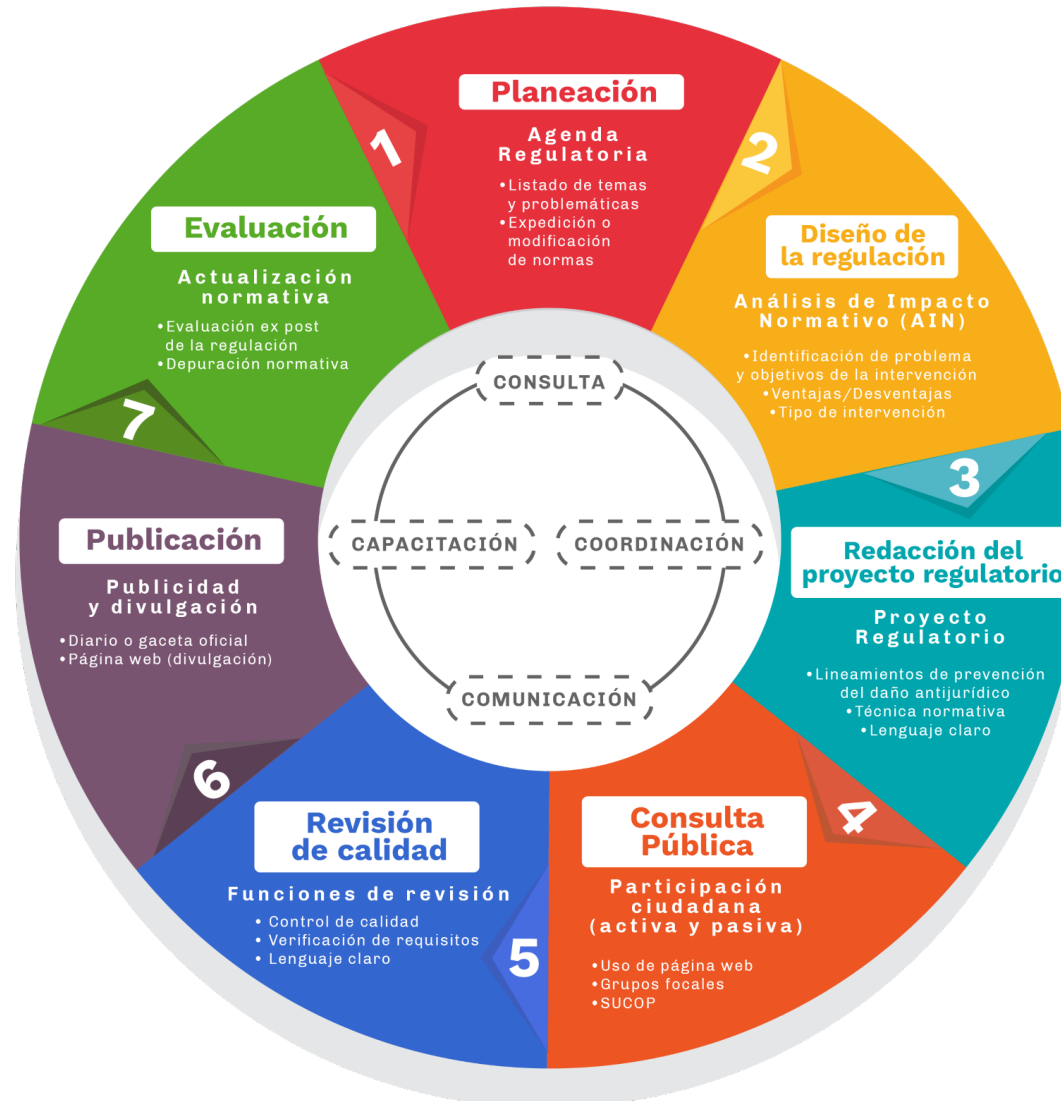 1
Planeación
Agenda
Regulatoria
•Listado de temas
y problemáticas
•Expedición o
modificación
de normas
2
Diseño de
la regulación
Análisis de Impacto
Normativo (AIN)
•Identificación de problema
y objetivos de la intervención
•Ventajas/Desventajas
•Tipo de intervención
3
Redacción del
proyecto regulatorio
Proyecto
Regulatorio
•Lineamientos de prevención
del daño antijurídico
•Técnica normativa
•Lenguaje claro
4
Consulta
Pública
Participación
ciudadana
(activa y pasiva)
•Uso de página web
•Grupos focales
•SUCOP
5
Revisión
de calidad
Funciones de revisión
• Control de calidad
• Verificación de requisitos
• Lenguaje claro
6
Publicación
Publicidad
y divulgación
•Diario o gaceta oficial
•Página web (divulgación)
7
Evaluación
Actualización
normativa
•Evaluación ex post
de la regulación
•Depuración normativa
CONSULTA
CAPACITACIÓN
COORDINACIÓN
COMUNICACIÓN